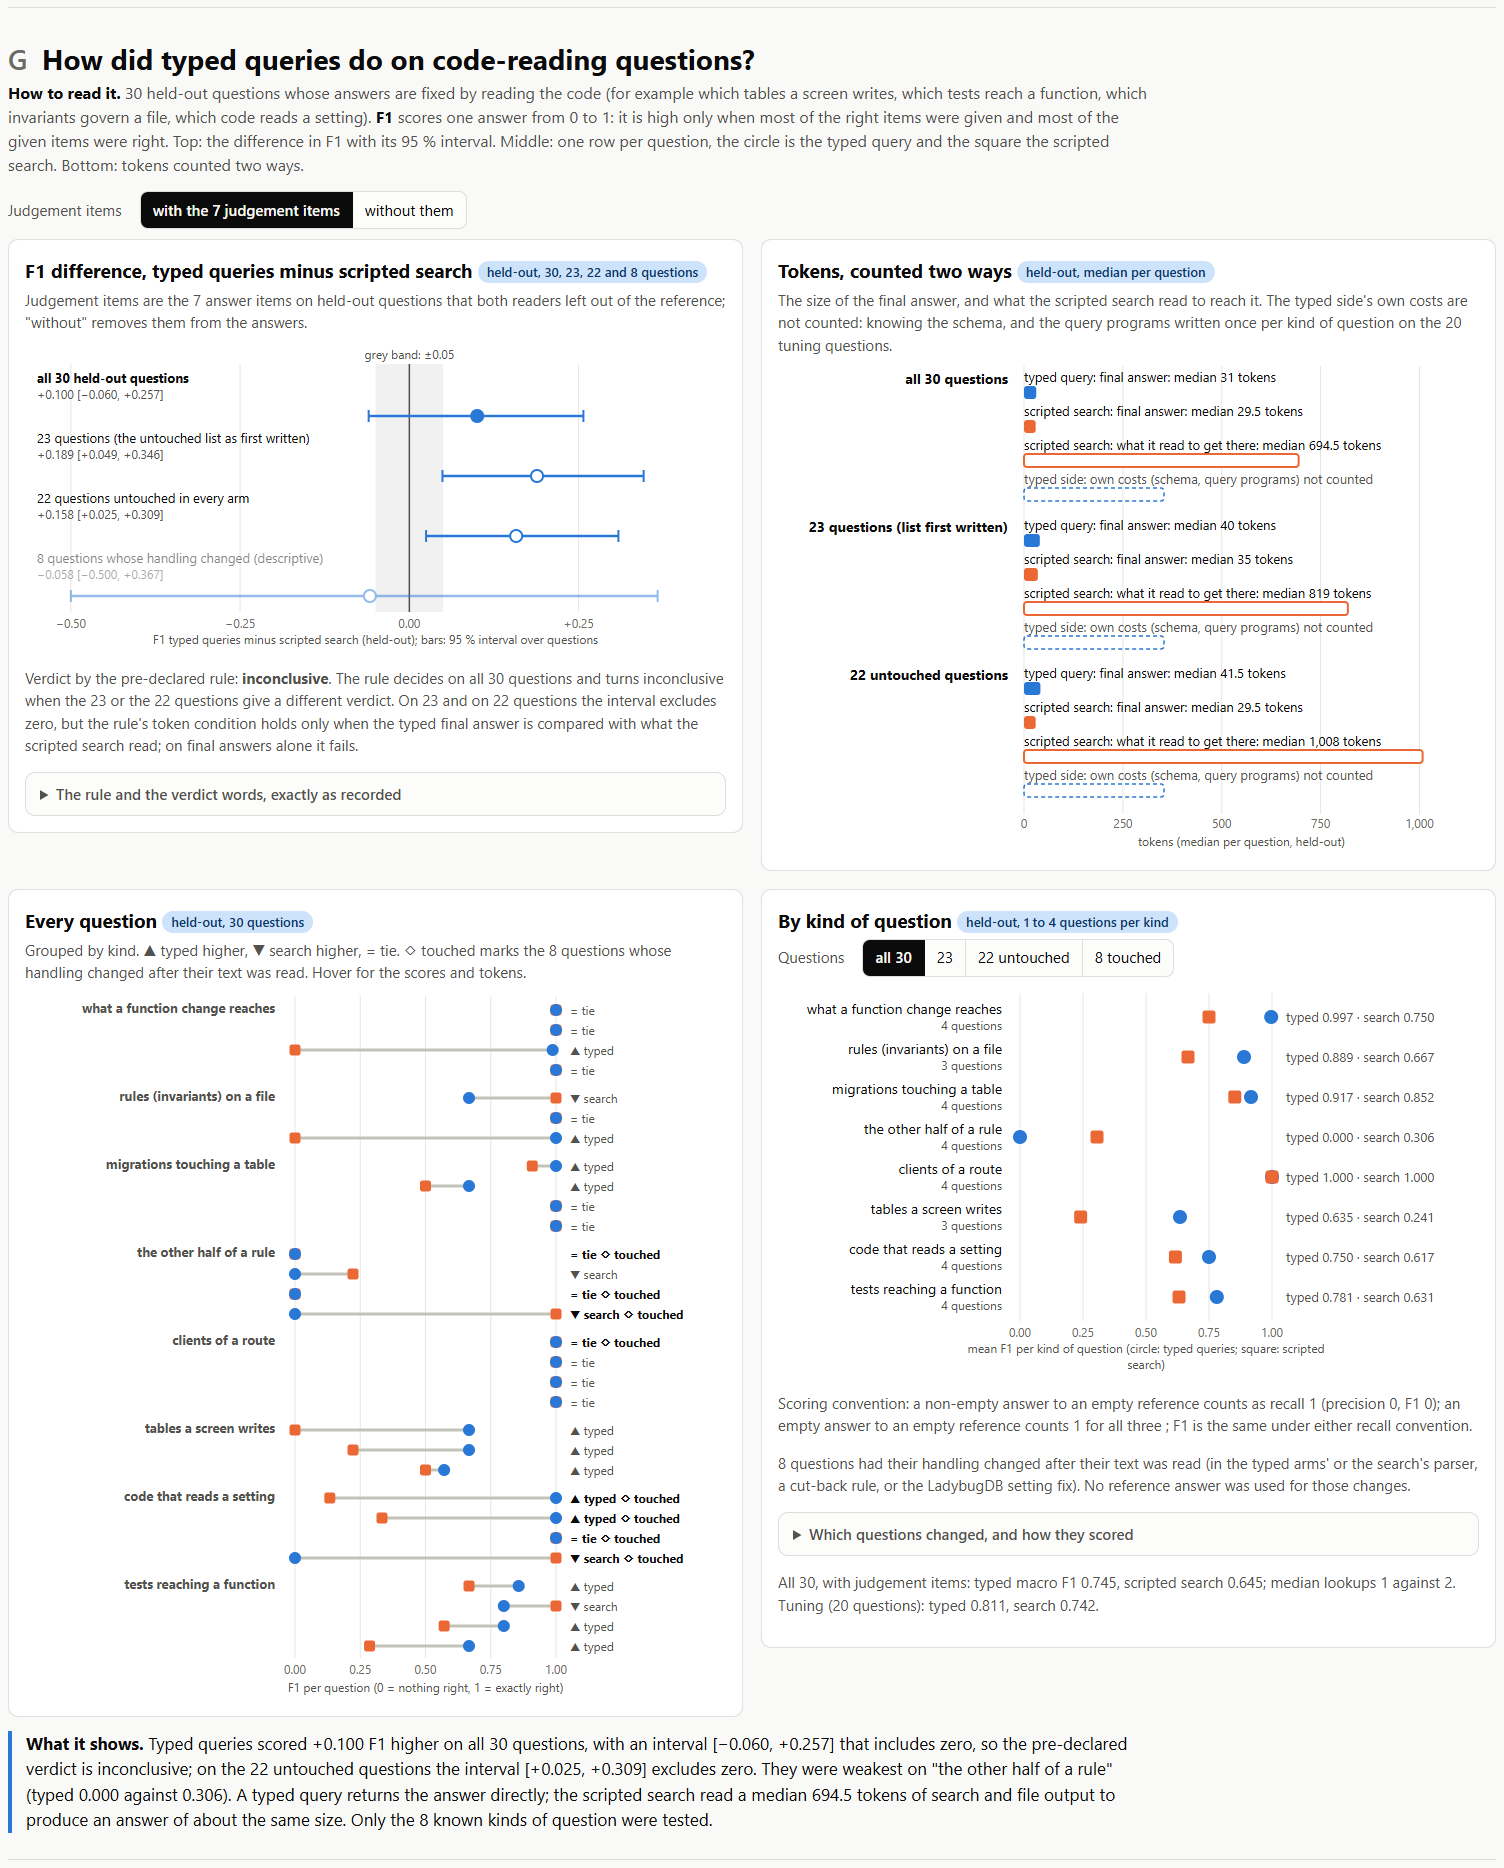 G How did typed queries do on code-reading questions?
How to read it. 30 held-out questions whose answers are fixed by reading the code (for example which tables a screen writes, which tests reach a function, which
invariants govern a file, which code reads a setting). F1 scores one answer from 0 to 1: it is high only when most of the right items were given and most of the
given items were right. Top: the difference in F1 with its 95 % interval. Middle: one row per question, the circle is the typed query and the square the scripted
search. Bottom: tokens counted two ways.
Judgement items with the 7 judgement items without them
F1 difference, typed queries minus scripted search held-out, 30, 23, 22 and 8 questions
Judgement items are the 7 answer items on held-out questions that both readers left out of the reference;
"without" removes them from the answers.
grey band: ±0.05
all 30 held-out questions
+0.100 [−0.060, +0.257]
23 questions (the untouched list as first written)
+0.189 [+0.049, +0.346]
22 questions untouched in every arm
+0.158 [+0.025, +0.309]
8 questions whose handling changed (descriptive)
−0.058 [−0.500, +0.367]
−0.50 −0.25 0.00 +0.25
F1 typed queries minus scripted search (held-out); bars: 95 % interval over questions
Verdict by the pre-declared rule: inconclusive. The rule decides on all 30 questions and turns inconclusive
when the 23 or the 22 questions give a different verdict. On 23 and on 22 questions the interval excludes
zero, but the rule's token condition holds only when the typed final answer is compared with what the
scripted search read; on final answers alone it fails.
▶ The rule and the verdict words, exactly as recorded
Tokens, counted two ways held-out, median per question
The size of the final answer, and what the scripted search read to reach it. The typed side's own costs are
not counted: knowing the schema, and the query programs written once per kind of question on the 20
tuning questions.
all 30 questions
typed query: final answer: median 31 tokens
scripted search: final answer: median 29.5 tokens
scripted search: what it read to get there: median 694.5 tokens
typed side: own costs (schema, query programs) not counted
23 questions (list first written)
typed query: final answer: median 40 tokens
scripted search: final answer: median 35 tokens
scripted search: what it read to get there: median 819 tokens
typed side: own costs (schema, query programs) not counted
22 untouched questions
typed query: final answer: median 41.5 tokens
scripted search: final answer: median 29.5 tokens
scripted search: what it read to get there: median 1,008 tokens
typed side: own costs (schema, query programs) not counted
0 250 500 750 1,000
tokens (median per question, held-out)
Every question held-out, 30 questions
Grouped by kind. ▲ typed higher, ▼ search higher, = tie. ◇ touched marks the 8 questions whose
handling changed after their text was read. Hover for the scores and tokens.
what a function change reaches
= tie
= tie
▲ typed
= tie
rules (invariants) on a file
▼ search
= tie
▲ typed
migrations touching a table
▲ typed
▲ typed
= tie
= tie
the other half of a rule
= tie ◇ touched
▼ search
= tie ◇ touched
▼ search ◇ touched
clients of a route
= tie ◇ touched
= tie
= tie
= tie
tables a screen writes
▲ typed
▲ typed
▲ typed
code that reads a setting
▲ typed ◇ touched
▲ typed ◇ touched
= tie ◇ touched
▼ search ◇ touched
tests reaching a function
▲ typed
▼ search
▲ typed
▲ typed
0.00 0.25 0.50 0.75 1.00
F1 per question (0 = nothing right, 1 = exactly right)
By kind of question held-out, 1 to 4 questions per kind
Questions all 30 23 22 untouched 8 touched
what a function change reaches
4 questions
typed 0.997 · search 0.750
rules (invariants) on a file
3 questions
typed 0.889 · search 0.667
migrations touching a table
4 questions
typed 0.917 · search 0.852
the other half of a rule
4 questions
typed 0.000 · search 0.306
clients of a route
4 questions
typed 1.000 · search 1.000
tables a screen writes
3 questions
typed 0.635 · search 0.241
code that reads a setting
4 questions
typed 0.750 · search 0.617
tests reaching a function
4 questions
typed 0.781 · search 0.631
0.00 0.25 0.50 0.75 1.00
mean F1 per kind of question (circle: typed queries; square: scripted
search)
Scoring convention: a non-empty answer to an empty reference counts as recall 1 (precision 0, F1 0); an
empty answer to an empty reference counts 1 for all three ; F1 is the same under either recall convention.
8 questions had their handling changed after their text was read (in the typed arms' or the search's parser,
a cut-back rule, or the LadybugDB setting fix). No reference answer was used for those changes.
▶ Which questions changed, and how they scored
All 30, with judgement items: typed macro F1 0.745, scripted search 0.645; median lookups 1 against 2.
Tuning (20 questions): typed 0.811, search 0.742.
What it shows. Typed queries scored +0.100 F1 higher on all 30 questions, with an interval [−0.060, +0.257] that includes zero, so the pre-declared
verdict is inconclusive; on the 22 untouched questions the interval [+0.025, +0.309] excludes zero. They were weakest on "the other half of a rule"
(typed 0.000 against 0.306). A typed query returns the answer directly; the scripted search read a median 694.5 tokens of search and file output to
produce an answer of about the same size. Only the 8 known kinds of question were tested.